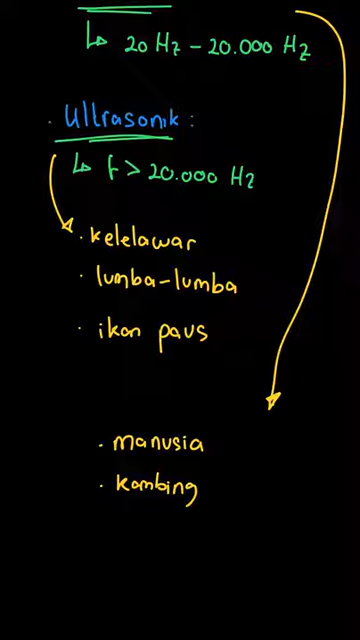 ↳ 20 Hz - 20.000 Hz
· Ultrasonik :
↳ f > 20.000 Hz
· kelelawar
· lumba-lumba
· ikan paus
· manusia
· kambing